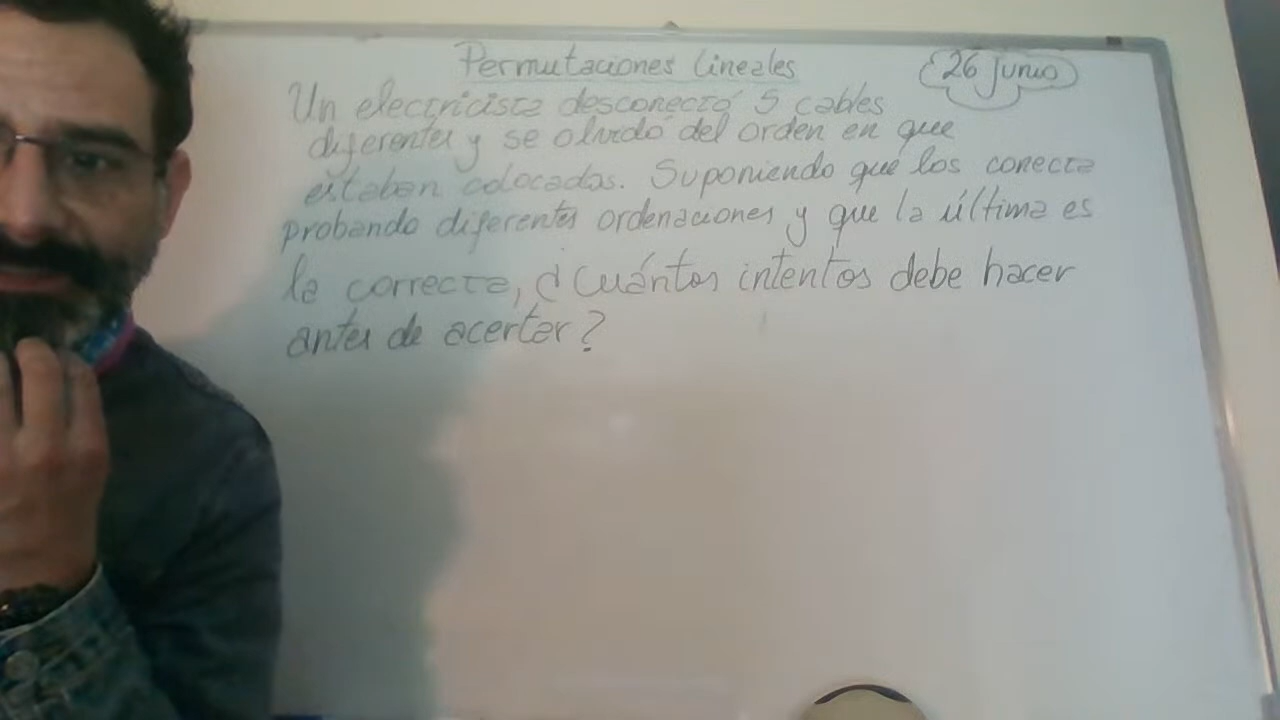 Permutaciones lineales
26 junio
Un electricista desconectó 5 cables
diferentes y se olvidó del orden en que
estaban colocadas. Suponiendo que los conecta
probando diferentes ordenaciones y que la última es
la correcta, ¿Cuántos intentos debe hacer
antes de acertar?